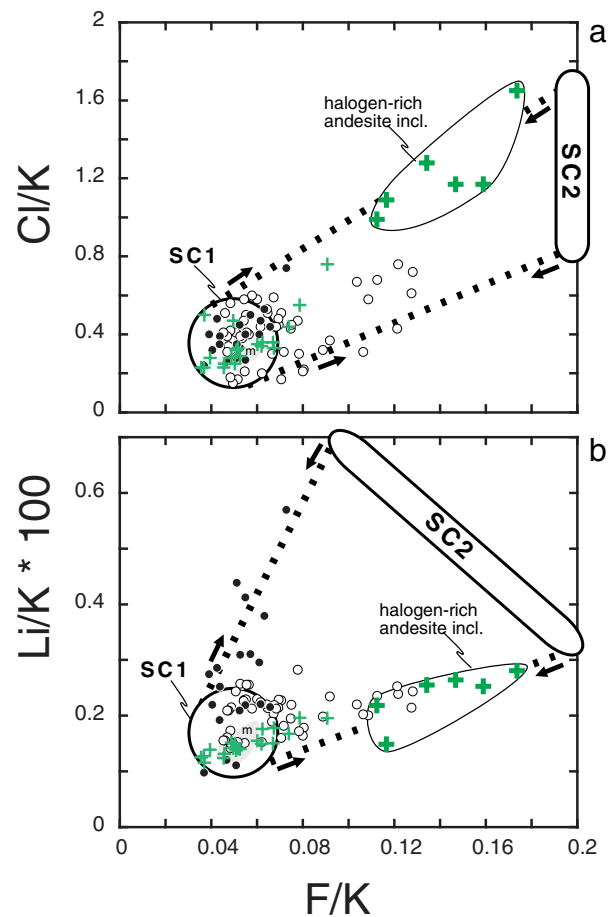 a
2
1.6
1.2
0.8
0.4
0
Cl/K
halogen-rich
andesite incl.
SC1
SC2
m
b
0.6
0.4
0.2
0
Li/K * 100
SC2
halogen-rich
andesite incl.
SC1
m
0
0.04
0.08
0.12
0.16
0.2
F/K